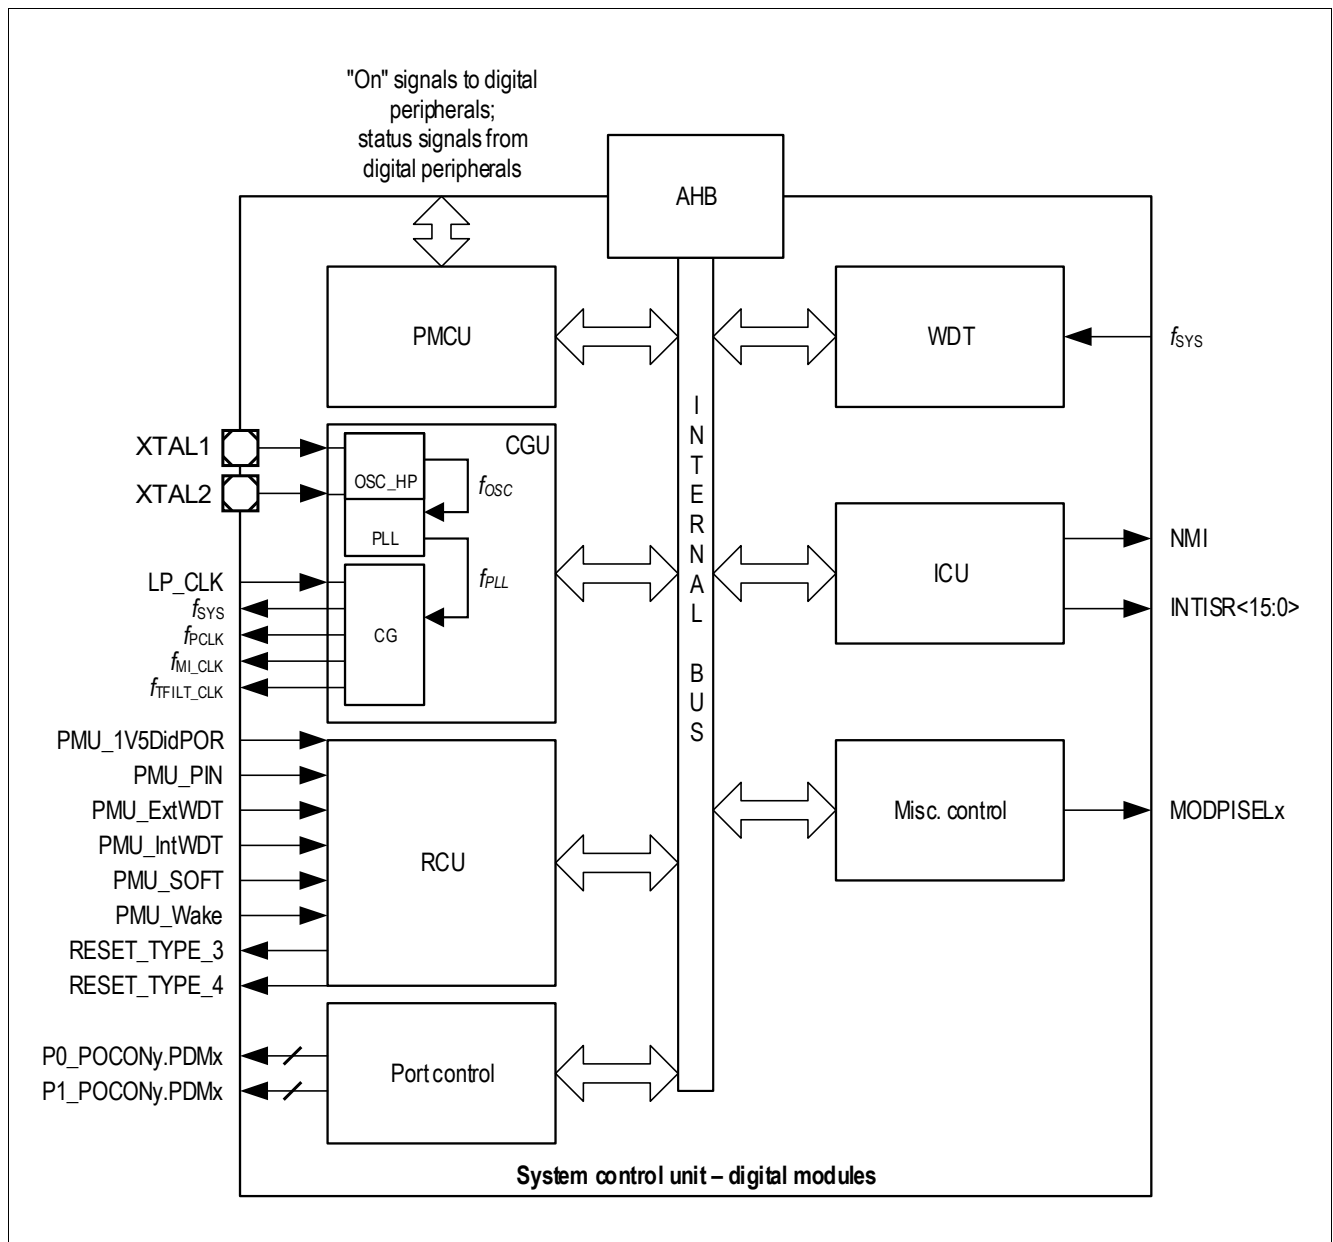 "On" signals to digital
peripherals;
status signals from
digital peripherals
AHB
PMCU
WDT
fSYS
INTERNAL BUS
XTAL1
XTAL2
CGU
OSC_HP
fOSC
PLL
fPLL
CG
LP_CLK
fSYS
fPCLK
fMI_CLK
fTFILT_CLK
ICU
NMI
INTISR<15:0>
PMU_1V5DidPOR
PMU_PIN
PMU_ExtWDT
PMU_IntWDT
PMU_SOFT
PMU_Wake
RESET_TYPE_3
RESET_TYPE_4
RCU
Misc. control
MODPISELx
P0_POCONy.PDMx
P1_POCONy.PDMx
Port control
System control unit – digital modules